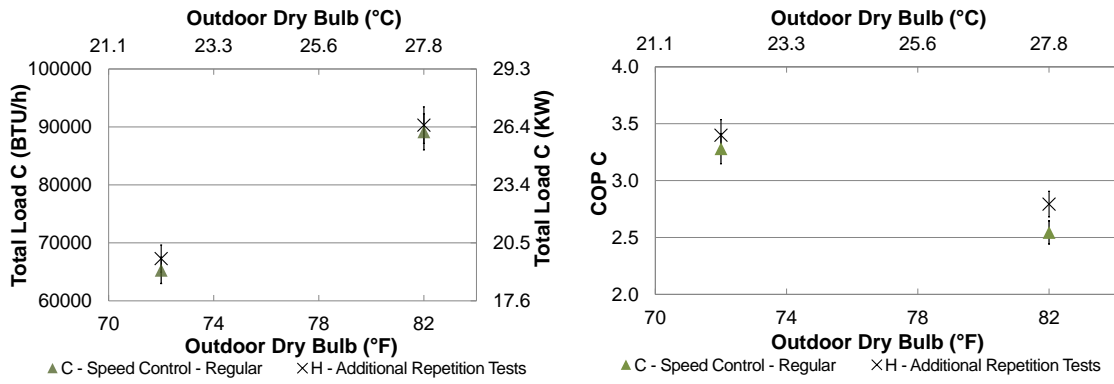 Outdoor Dry Bulb (°C)
21.1 23.3 25.6 27.8
100000
90000
80000
70000
60000
Total Load C (BTU/h)
29.3
26.4
23.4
20.5
17.6
Total Load C (KW)
70 74 78 82
Outdoor Dry Bulb (°F)
C - Speed Control - Regular H - Additional Repetition Tests
Outdoor Dry Bulb (°C)
21.1 23.3 25.6 27.8
4.0
3.5
3.0
2.5
2.0
COP C
70 74 78 82
Outdoor Dry Bulb (°F)
C - Speed Control - Regular H - Additional Repetition Tests